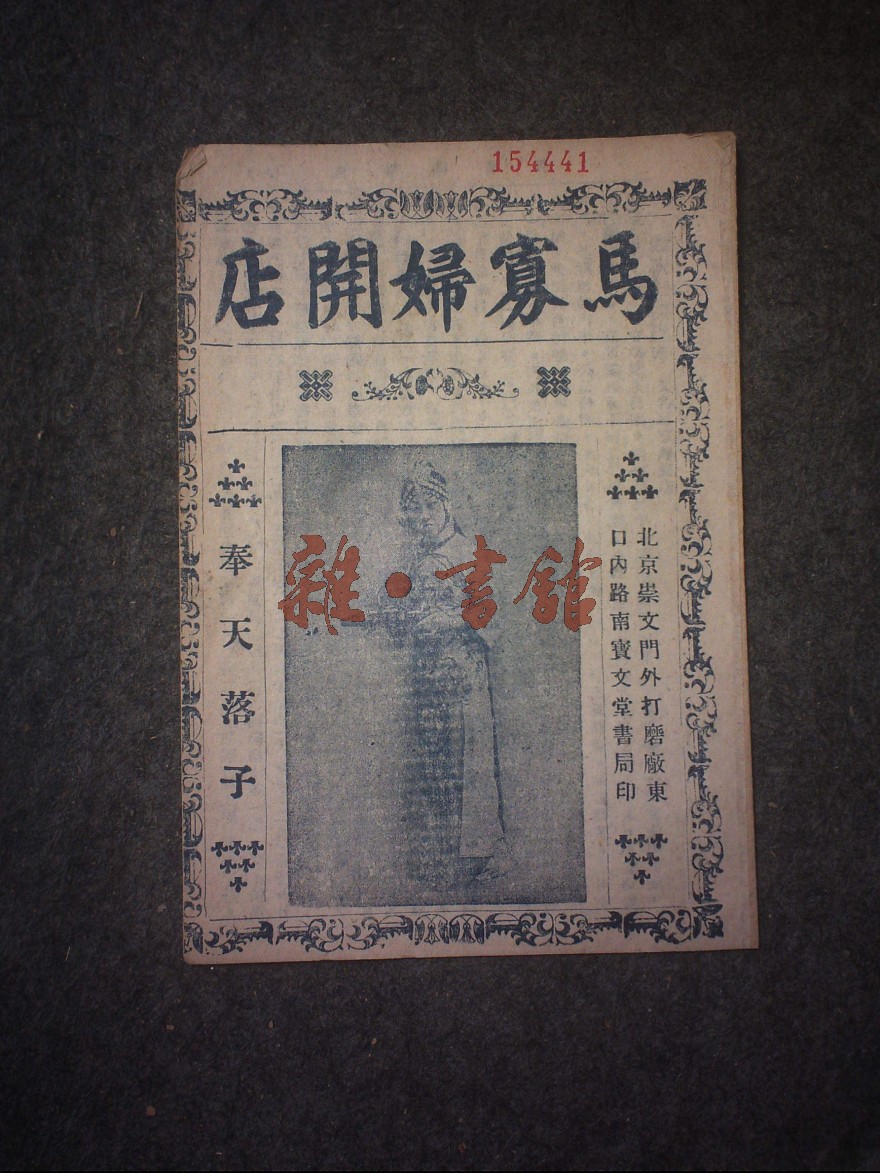 154441
馬寡婦開店
北京崇文門外打磨廠東
口內路南寶文堂書局印
雜·書館
奉天落子